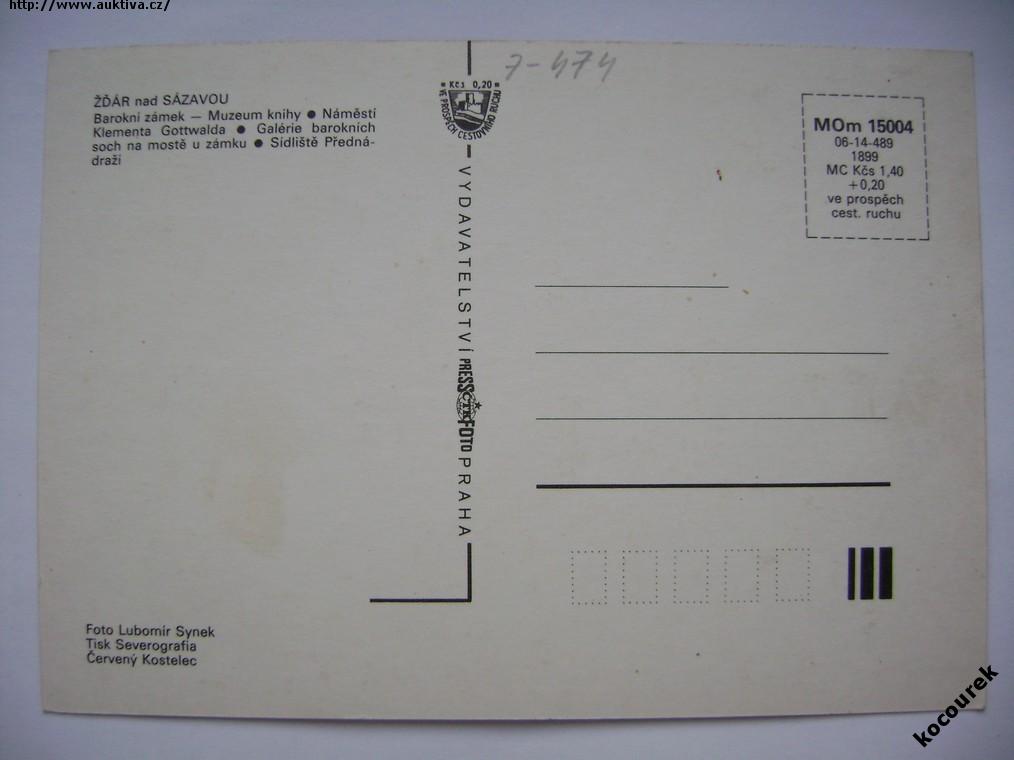 http://www.auktiva.cz/
7-474
ŽĎÁR nad SÁZAVOU
Barokní zámek — Muzeum knihy ● Náměstí
Klementa Gottwalda ● Galérie barokních
soch na mostě u zámku ● Sídliště Předná-
draží
Kčs 0,20
VE PROSPĚCH CESTOVNÍHO RUCHU
VYDAVATELSTVÍ PRESSFOTO PRAHA
ČTK
MOm 15004
06-14-489
1899
MC Kčs 1,40
+0,20
ve prospěch
cest. ruchu
Foto Lubomír Synek
Tisk Severografia
Červený Kostelec
kocourek